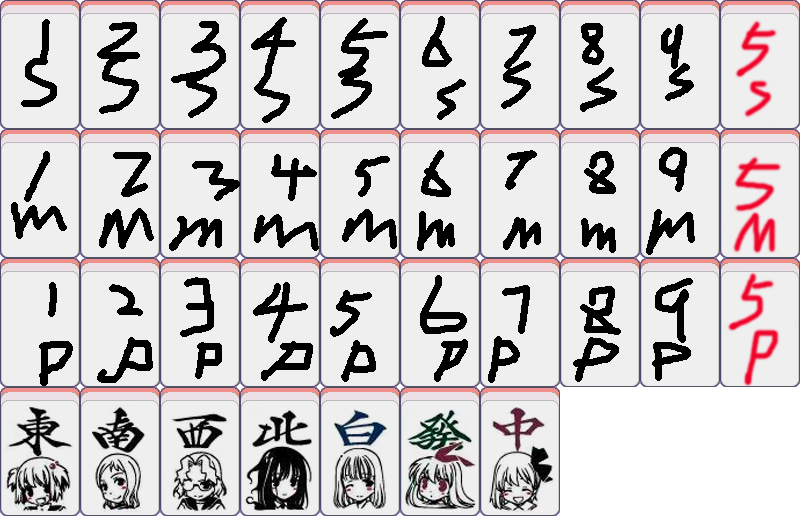 1s 2s 3s 4s 5s 6s 7s 8s 9s 5s
1m 2m 3m 4m 5m 6m 7m 8m 9m 5m
1p 2p 3p 4p 5p 6p 7p 8p 9p 5p
東 南 西 北 白 發 中